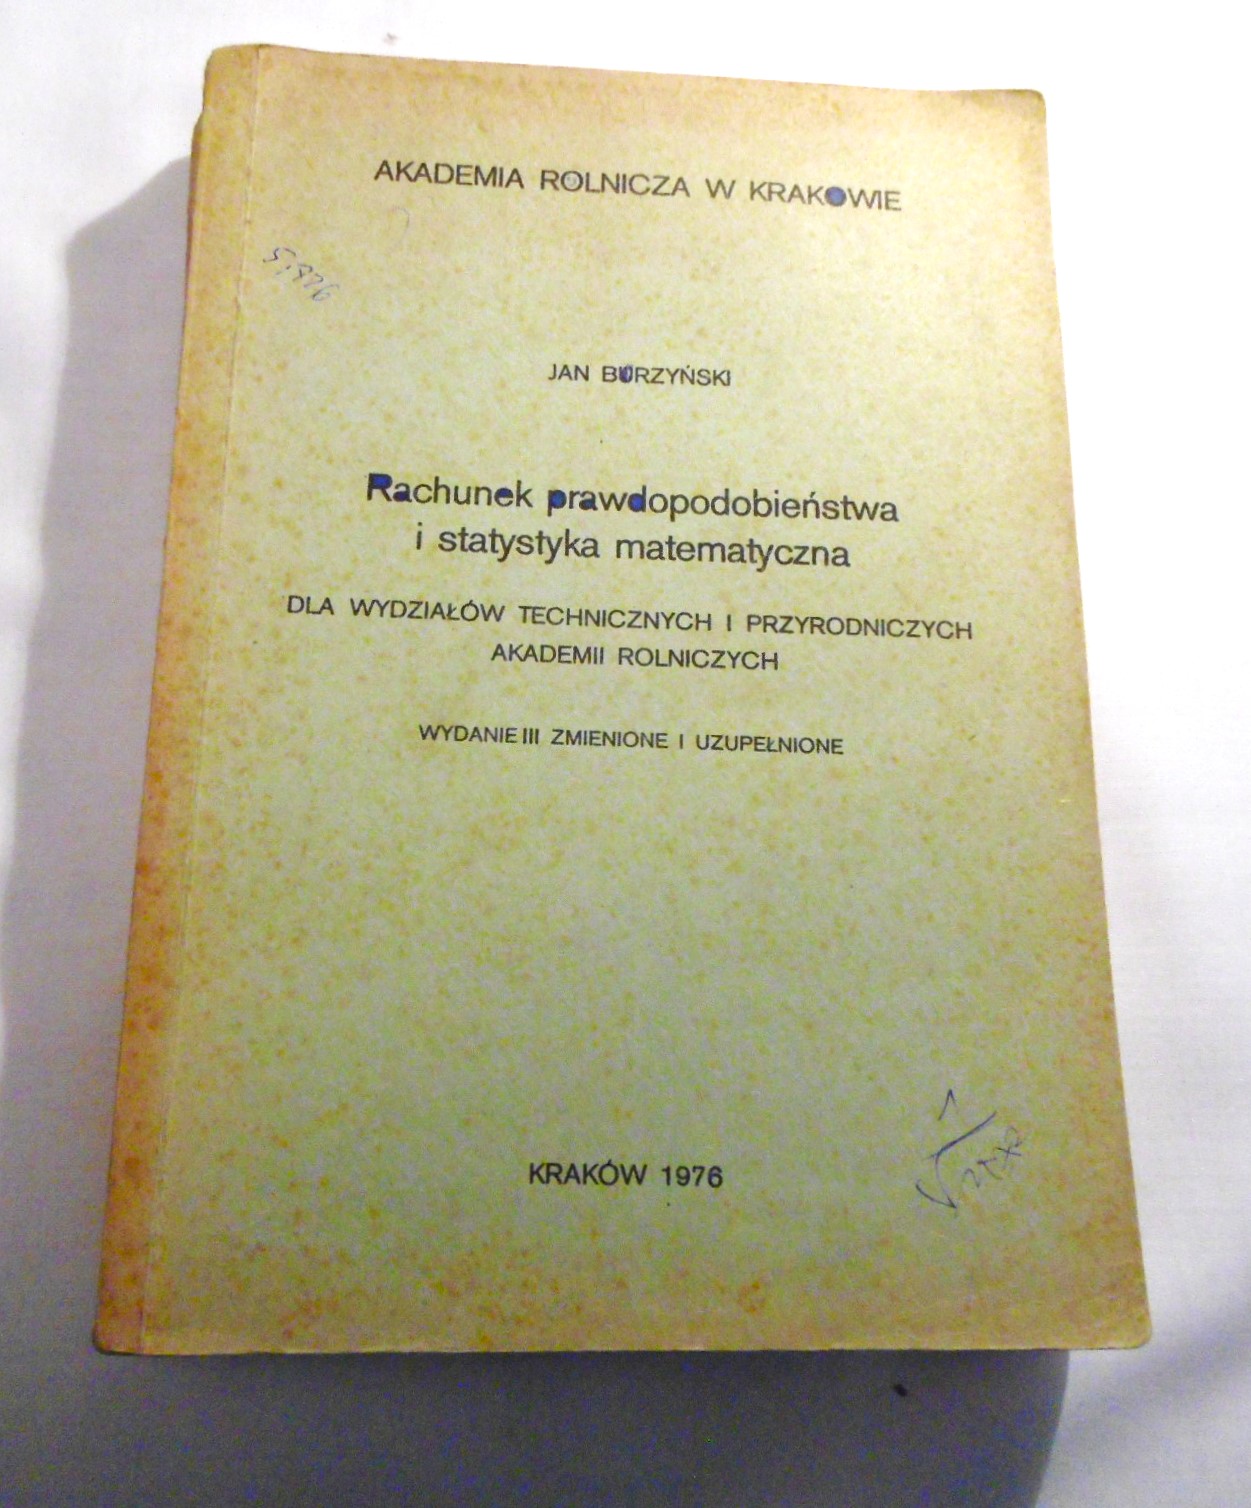 AKADEMIA ROLNICZA W KRAKOWIE
JAN BURZYŃSKI
Rachunek prawdopodobieństwa
i statystyka matematyczna
DLA WYDZIAŁÓW TECHNICZNYCH I PRZYRODNICZYCH
AKADEMII ROLNICZYCH
WYDANIE III ZMIENIONE I UZUPEŁNIONE
KRAKÓW 1976